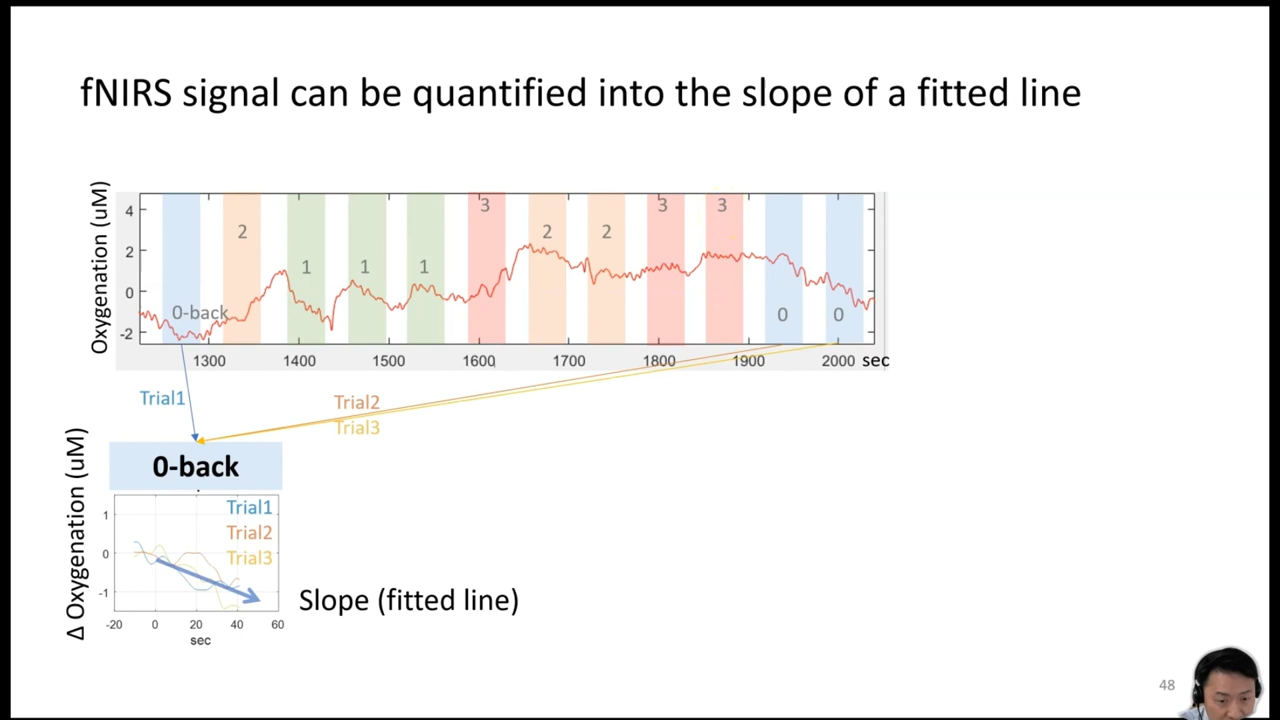 fNIRS signal can be quantified into the slope of a fitted line
Oxygenation (uM)
4
2
0
-2
0-back
2
1
1
1
3
2
2
3
3
0
0
1300 1400 1500 1600 1700 1800 1900 2000 sec
Trial1
Trial2
Trial3
0-back
Δ Oxygenation (uM)
1
0
-1
Trial1
Trial2
Trial3
-20 0 20 40 60
sec
Slope (fitted line)
48